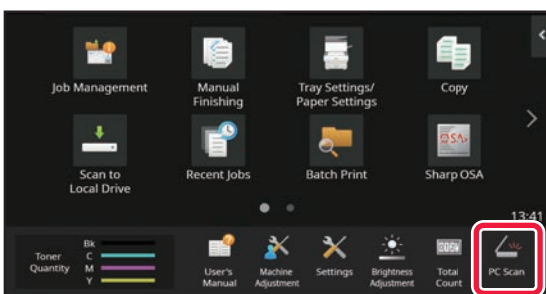 Job Management
Manual
Finishing
Tray Settings/
Paper Settings
Copy
Scan to
Local Drive
Recent Jobs
Batch Print
Sharp OSA
OSA
13:41
Toner
Quantity
Bk
C
M
Y
User's
Manual
Machine
Adjustment
Settings
Brightness
Adjustment
Total
Count
PC Scan